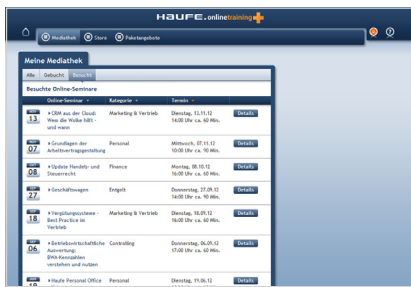 HAUFE.onlinetraining
Mediathek Store Paketangebote
Meine Mediathek
Alle Gebucht Besucht
Besuchte Online-Seminare
Online-Seminar Kategorie Termin
13 CRM aus der Cloud: Marketing & Vertrieb Dienstag, 13.11.12 Details
Wem die Wolke hilft - 14:00 Uhr ca. 60 Min.
und wann
07 Grundlagen der Personal Mittwoch, 07.11.12 Details
Arbeitsvertragsgestaltung 10:00 Uhr ca. 90 Min.
08 Update Handels- und Finance Montag, 08.10.12 Details
Steuerrecht 16:00 Uhr ca. 60 Min.
27 Geschäftswagen Entgelt Donnerstag, 27.09.12 Details
14:00 Uhr ca. 90 Min.
18 Vergütungssysteme - Marketing & Vertrieb Dienstag, 18.09.12 Details
Best Practice im 16:00 Uhr ca. 60 Min.
Vertrieb
06 Betriebswirtschaftliche Controlling Donnerstag, 06.09.12 Details
Auswertung: 17:00 Uhr ca. 60 Min.
BWA-Kennzahlen
verstehen und nutzen
19 Haufe Personal Office Personal Dienstag, 19.06.12 Details